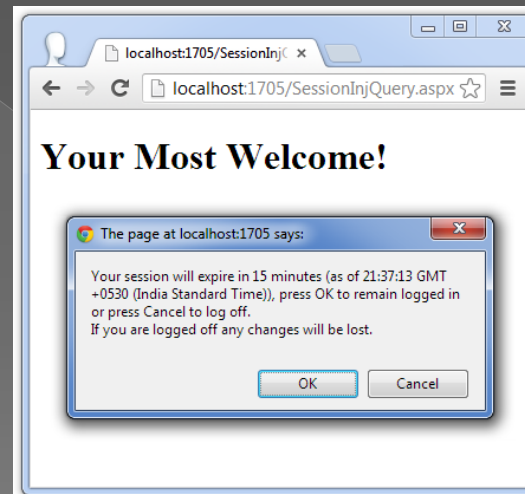 localhost:1705/SessionInjC
localhost:1705/SessionInjQuery.aspx
Your Most Welcome!
The page at localhost:1705 says:
Your session will expire in 15 minutes (as of 21:37:13 GMT
+0530 (India Standard Time)), press OK to remain logged in
or press Cancel to log off.
If you are logged off any changes will be lost.
OK Cancel